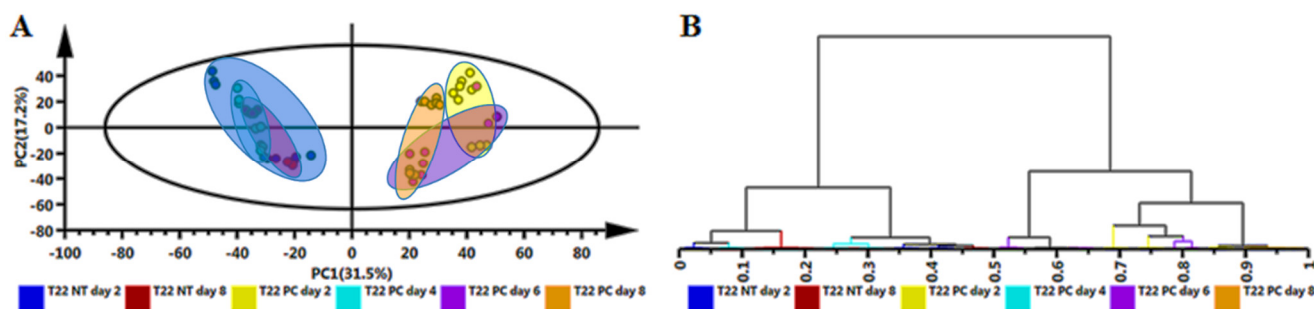 A
B
40
20
0
-20
-40
-60
-80
PC2(17.2%)
-100 -80 -60 -40 -20 0 20 40 60 80
PC1(31.5%)
0 0.1 0.2 0.3 0.4 0.5 0.6 0.7 0.8 0.9 1
T22 NT day 2 T22 NT day 8 T22 PC day 2 T22 PC day 4 T22 PC day 6 T22 PC day 8
T22 NT day 2 T22 NT day 8 T22 PC day 2 T22 PC day 4 T22 PC day 6 T22 PC day 8